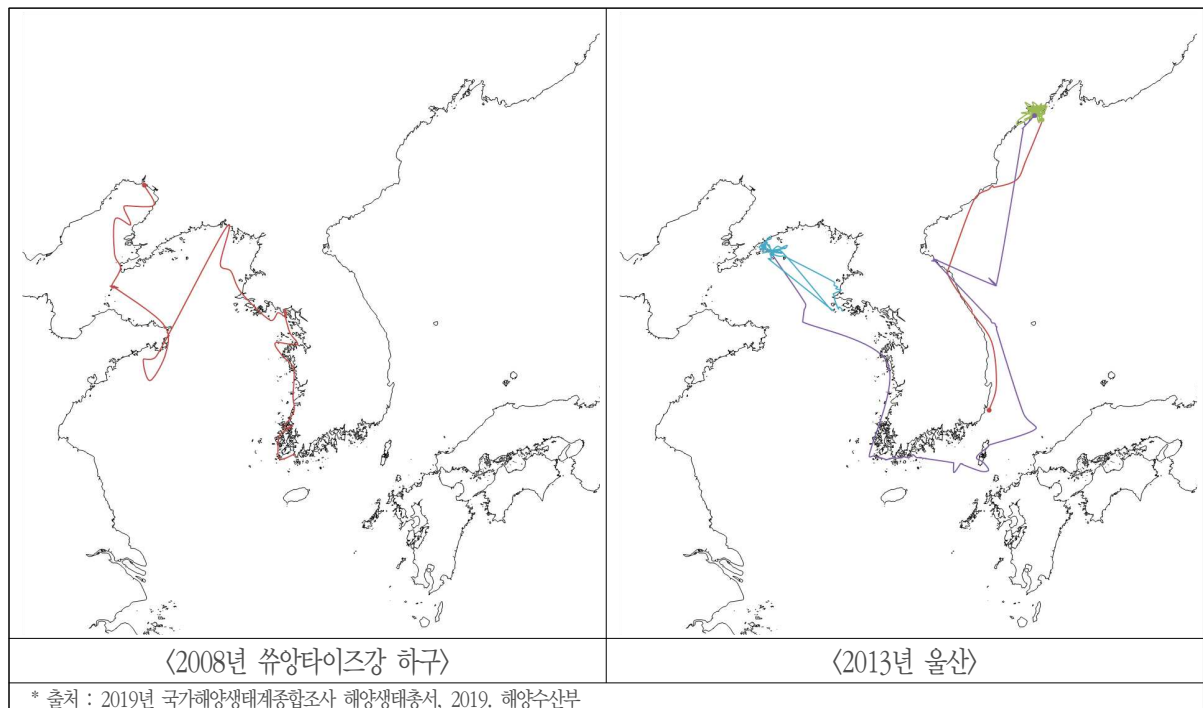 〈2008년 쓔앙타이즈강 하구〉
〈2013년 울산〉
* 출처 : 2019년 국가해양생태계종합조사 해양생태총서, 2019. 해양수산부